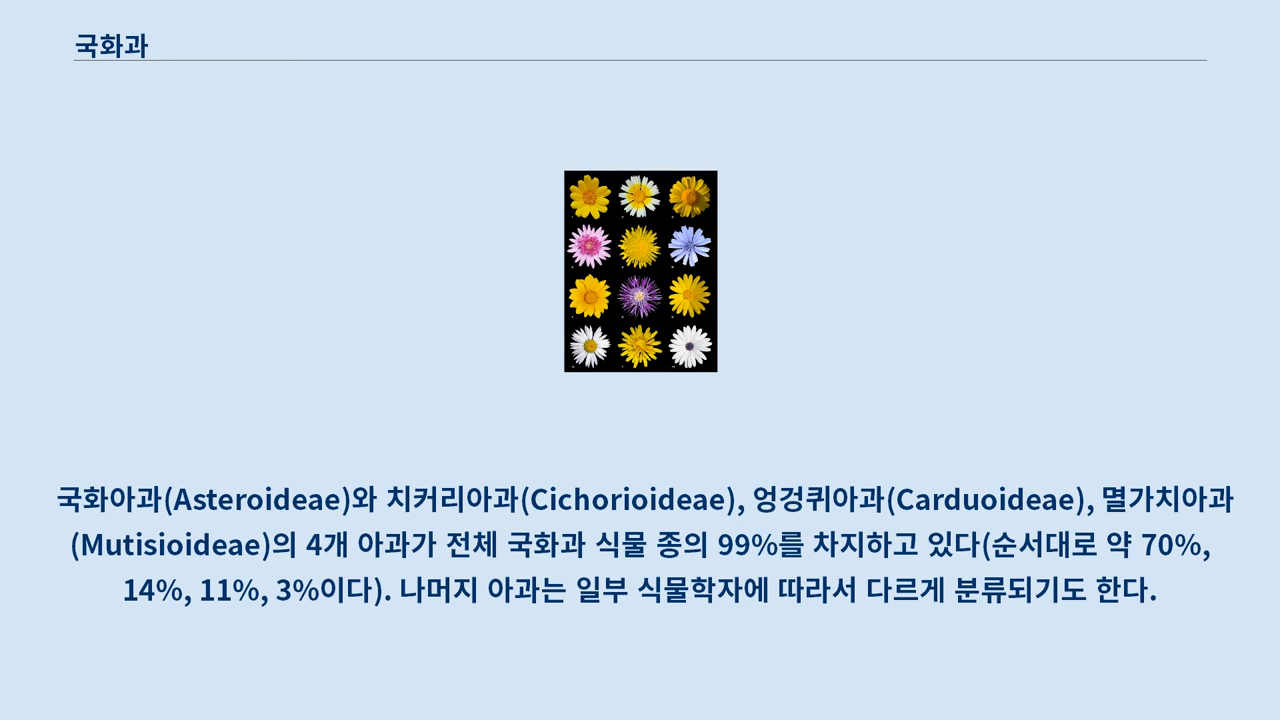 국화과
국화아과(Asteroideae)와 치커리아과(Cichorioideae), 엉겅퀴아과(Carduoideae), 멸가치아과
(Mutisioideae)의 4개 아과가 전체 국화과 식물 종의 99%를 차지하고 있다(순서대로 약 70%,
14%, 11%, 3%이다). 나머지 아과는 일부 식물학자에 따라서 다르게 분류되기도 한다.